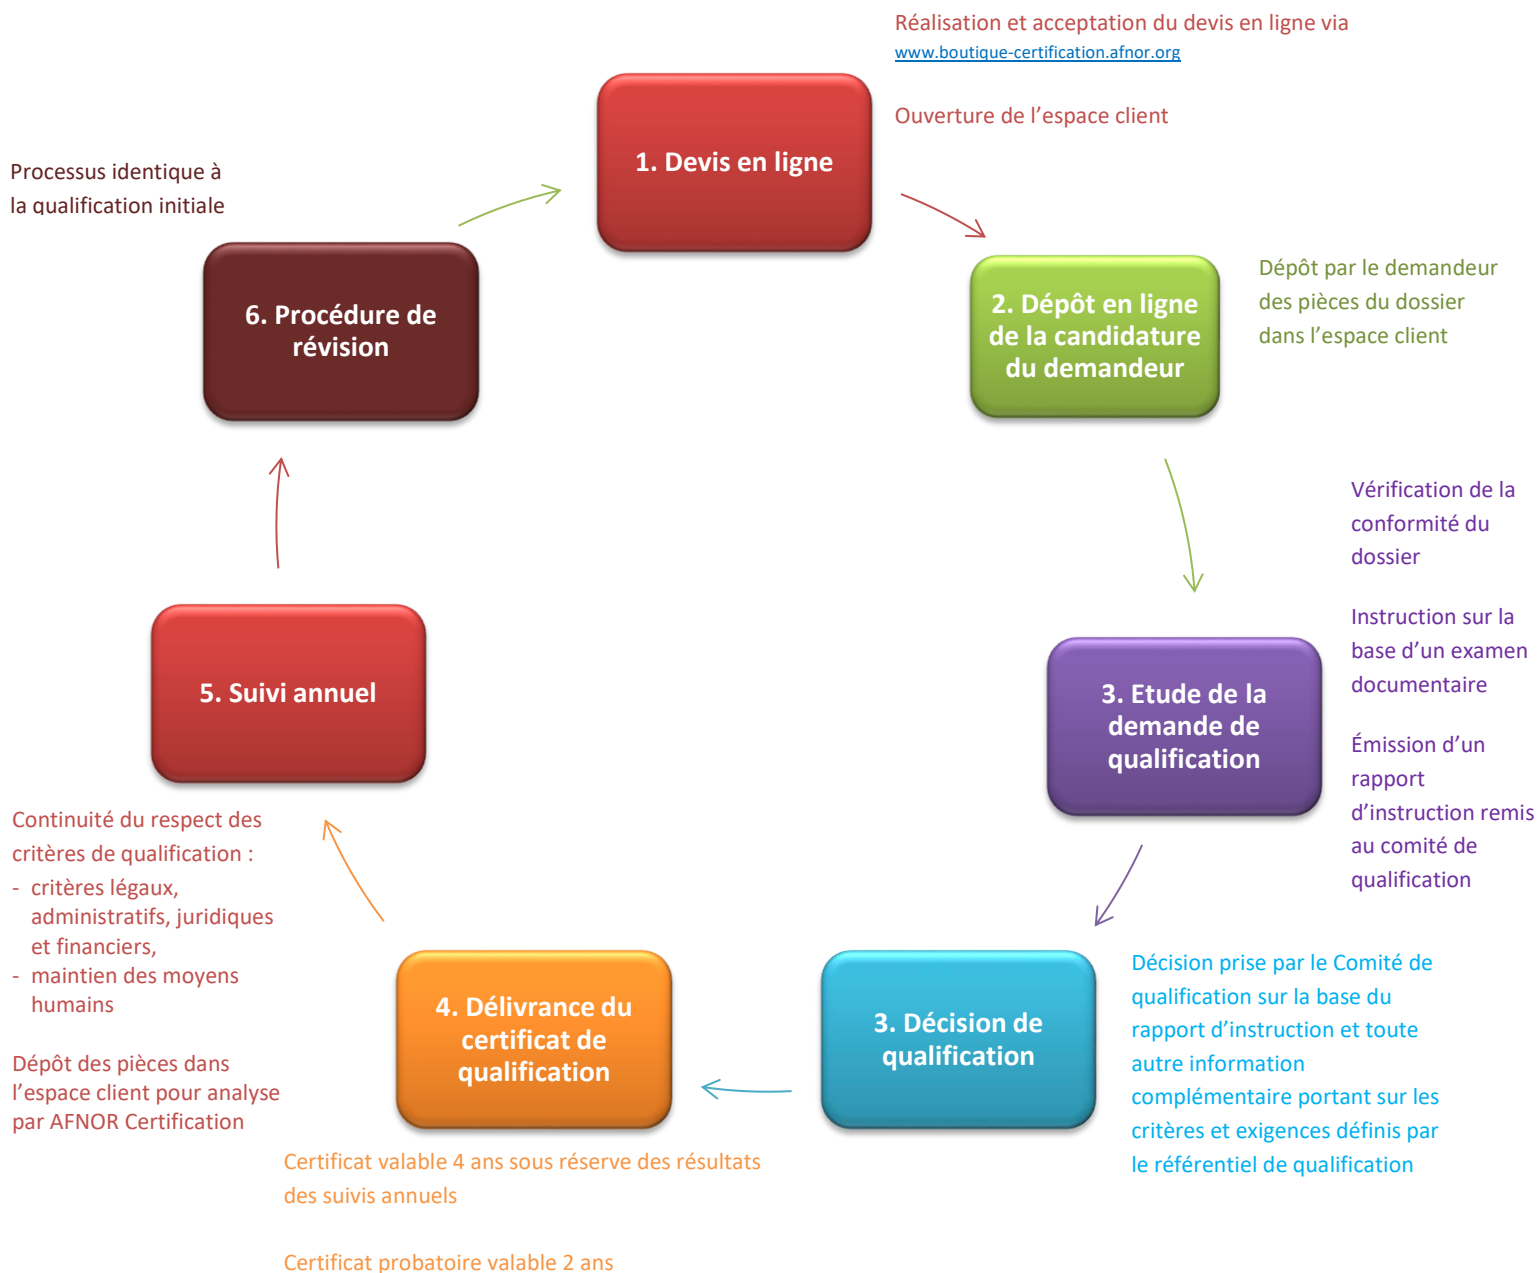 Réalisation et acceptation du devis en ligne via
www.boutique-certification.afnor.org
Ouverture de l’espace client
1. Devis en ligne
Processus identique à
la qualification initiale
6. Procédure de
révision
2. Dépôt en ligne
de la candidature
du demandeur
Dépôt par le demandeur
des pièces du dossier
dans l’espace client
Vérification de la
conformité du
dossier
Instruction sur la
base d’un examen
documentaire
Émission d’un
rapport
d’instruction remis
au comité de
qualification
3. Etude de la
demande de
qualification
5. Suivi annuel
Continuité du respect des
critères de qualification :
- critères légaux,
administratifs, juridiques
et financiers,
- maintien des moyens
humains
Dépôt des pièces dans
l’espace client pour analyse
par AFNOR Certification
4. Délivrance du
certificat de
qualification
3. Décision de
qualification
Décision prise par le Comité de
qualification sur la base du
rapport d’instruction et toute
autre information
complémentaire portant sur les
critères et exigences définis par
le référentiel de qualification
Certificat valable 4 ans sous réserve des résultats
des suivis annuels
Certificat probatoire valable 2 ans